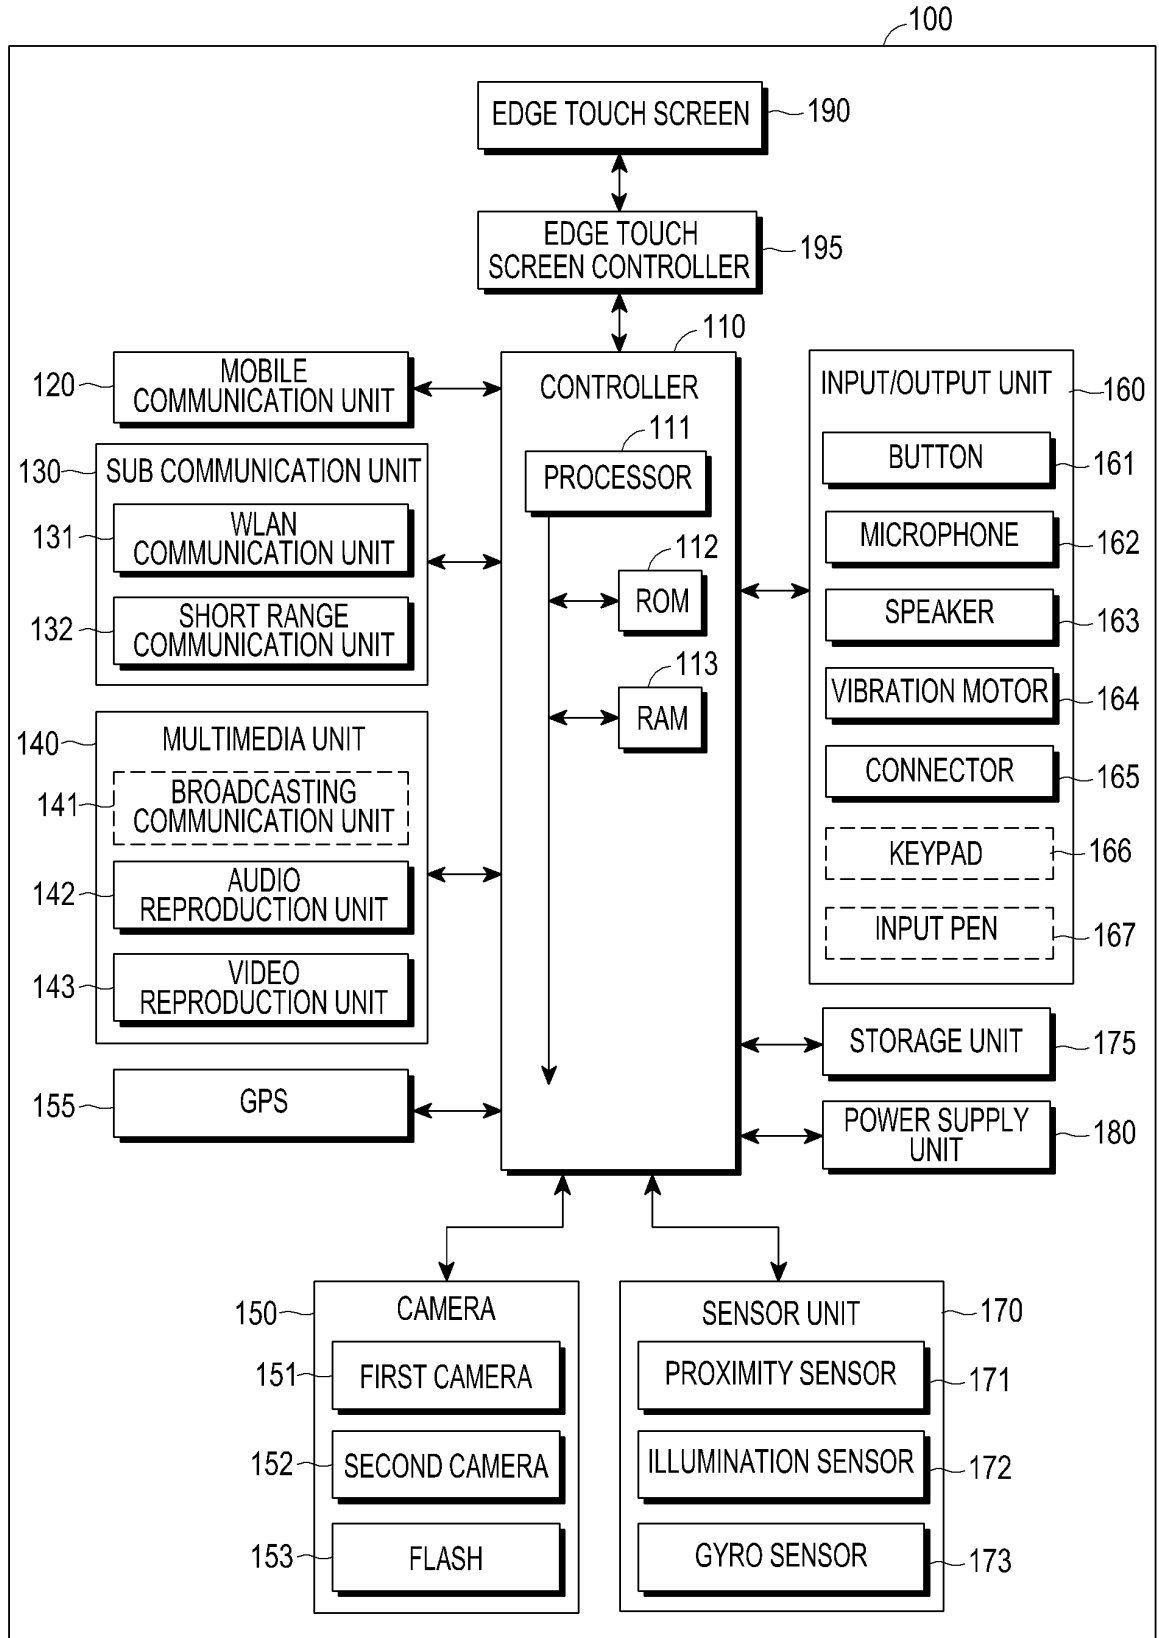 100
EDGE TOUCH SCREEN
190
EDGE TOUCH
SCREEN CONTROLLER
195
110
CONTROLLER
111
PROCESSOR
112
ROM
113
RAM
120
MOBILE
COMMUNICATION UNIT
130
SUB COMMUNICATION UNIT
131
WLAN
COMMUNICATION UNIT
132
SHORT RANGE
COMMUNICATION UNIT
140
MULTIMEDIA UNIT
141
BROADCASTING
COMMUNICATION UNIT
142
AUDIO
REPRODUCTION UNIT
143
VIDEO
REPRODUCTION UNIT
155
GPS
INPUT/OUTPUT UNIT
160
BUTTON
161
MICROPHONE
162
SPEAKER
163
VIBRATION MOTOR
164
CONNECTOR
165
KEYPAD
166
INPUT PEN
167
STORAGE UNIT
175
POWER SUPPLY
UNIT
180
150
CAMERA
151
FIRST CAMERA
152
SECOND CAMERA
153
FLASH
SENSOR UNIT
170
PROXIMITY SENSOR
171
ILLUMINATION SENSOR
172
GYRO SENSOR
173